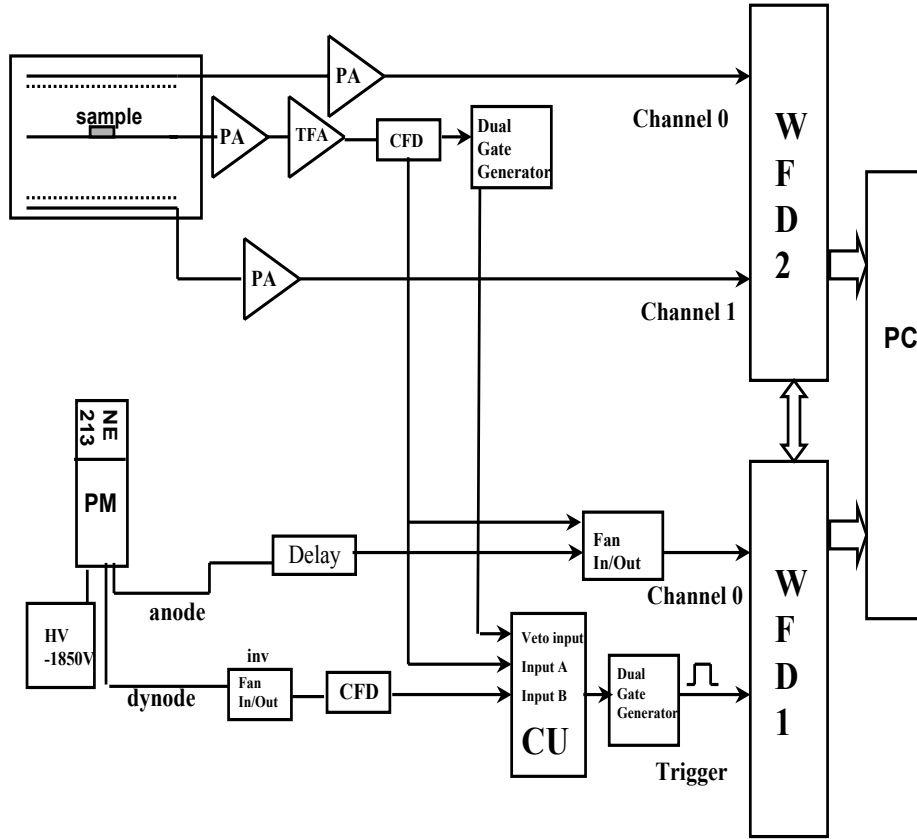 PA
Channel 0
sample
PA
TFA
CFD
Dual
Gate
Generator
W
F
D
2
PA
Channel 1
PC
NE
213
PM
Delay
anode
Fan
In/Out
Channel 0
HV
-1850V
inv
Fan
In/Out
dynode
CFD
Veto input
Input A
Input B
CU
Dual
Gate
Generator
Trigger
W
F
D
1